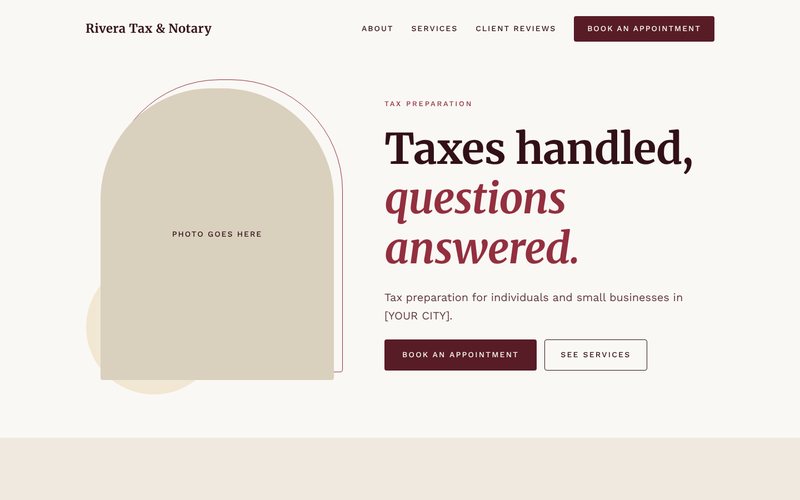 Rivera Tax & Notary
ABOUT
SERVICES
CLIENT REVIEWS
BOOK AN APPOINTMENT
PHOTO GOES HERE
TAX PREPARATION
Taxes handled,
questions
answered.
Tax preparation for individuals and small businesses in
[YOUR CITY].
BOOK AN APPOINTMENT
SEE SERVICES